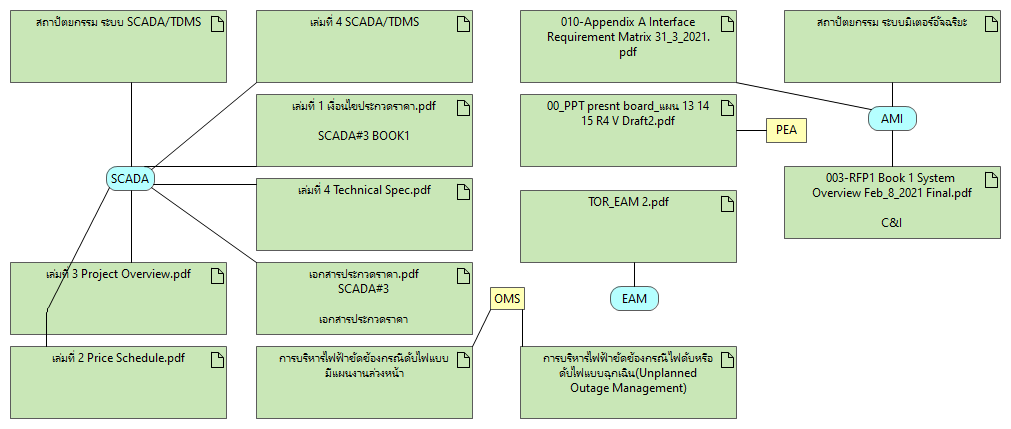 สถาปัตยกรรม ระบบ SCADA/TDMS
เล่มที่ 4 SCADA/TDMS
010-Appendix A Interface
Requirement Matrix 31_3_2021.
pdf
สถาปัตยกรรม ระบบมิเตอร์อัจฉริยะ
เล่มที่ 1 เงื่อนไขประกวดราคา.pdf
SCADA#3 BOOK1
00_PPT presnt board_แผน 13 14
15 R4 V Draft2.pdf
PEA
AMI
SCADA
เล่มที่ 4 Technical Spec.pdf
TOR_EAM 2.pdf
003-RFP1 Book 1 System
Overview Feb_8_2021 Final.pdf
C&I
เล่มที่ 3 Project Overview.pdf
เอกสารประกวดราคา.pdf
SCADA#3
เอกสารประกวดราคา
OMS
EAM
เล่มที่ 2 Price Schedule.pdf
การบริหารไฟฟ้าขัดข้องกรณีดับไฟแบบ
มีแผนงานล่วงหน้า
การบริหารไฟฟ้าขัดข้องกรณีไฟดับหรือ
ดับไฟแบบฉุกเฉิน(Unplanned
Outage Management)